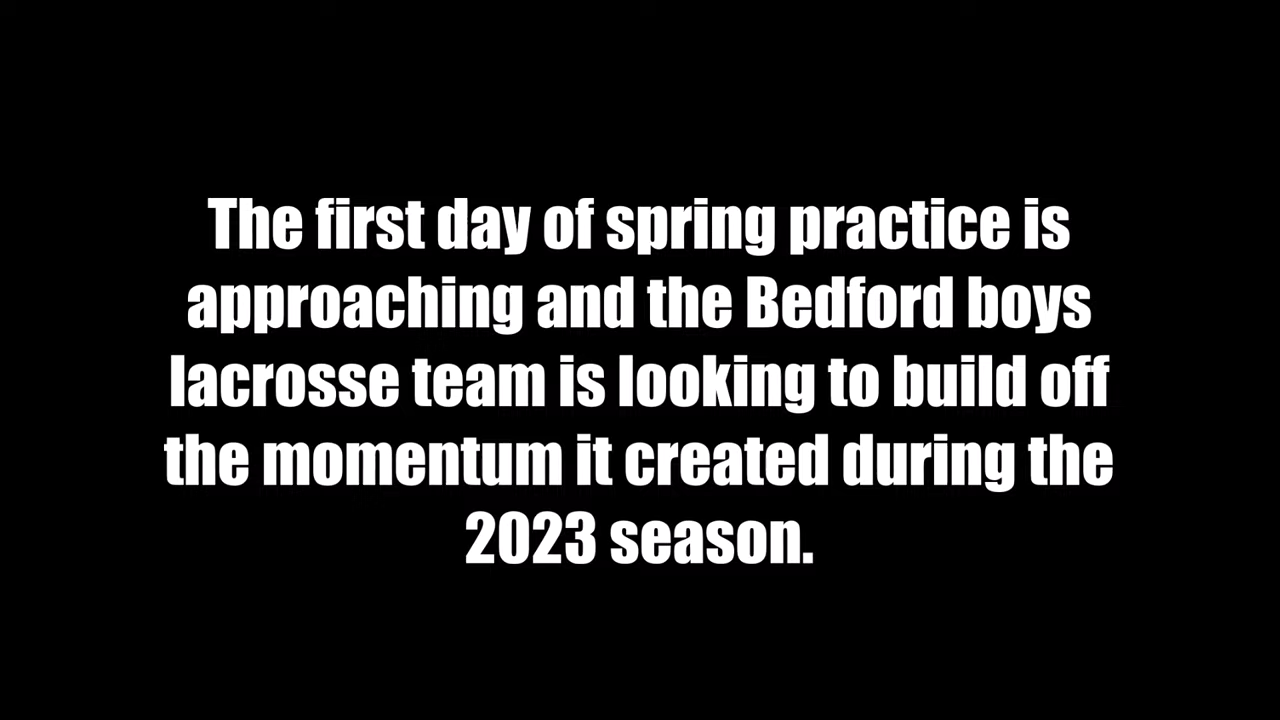 The first day of spring practice is
approaching and the Bedford boys
lacrosse team is looking to build off
the momentum it created during the
2023 season.